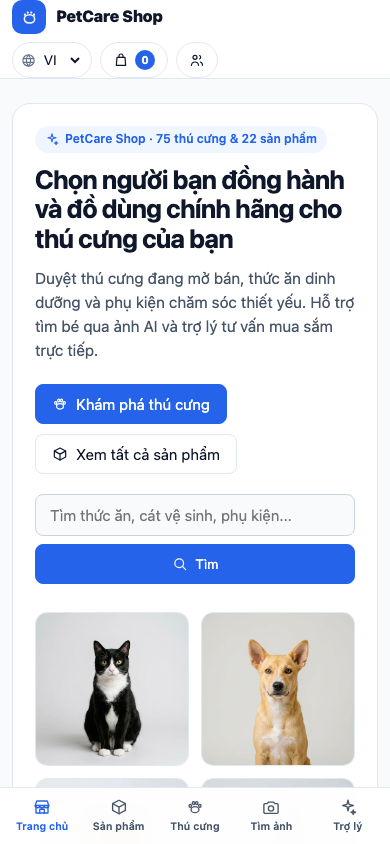 PetCare Shop
VI
0
PetCare Shop · 75 thú cưng & 22 sản phẩm
Chọn người bạn đồng hành
và đồ dùng chính hãng cho
thú cưng của bạn
Duyệt thú cưng đang mở bán, thức ăn dinh
dưỡng và phụ kiện chăm sóc thiết yếu. Hỗ trợ
tìm bé qua ảnh AI và trợ lý tư vấn mua sắm
trực tiếp.
Khám phá thú cưng
Xem tất cả sản phẩm
Tìm thức ăn, cát vệ sinh, phụ kiện...
Tìm
Trang chủ
Sản phẩm
Thú cưng
Tìm ảnh
Trợ lý